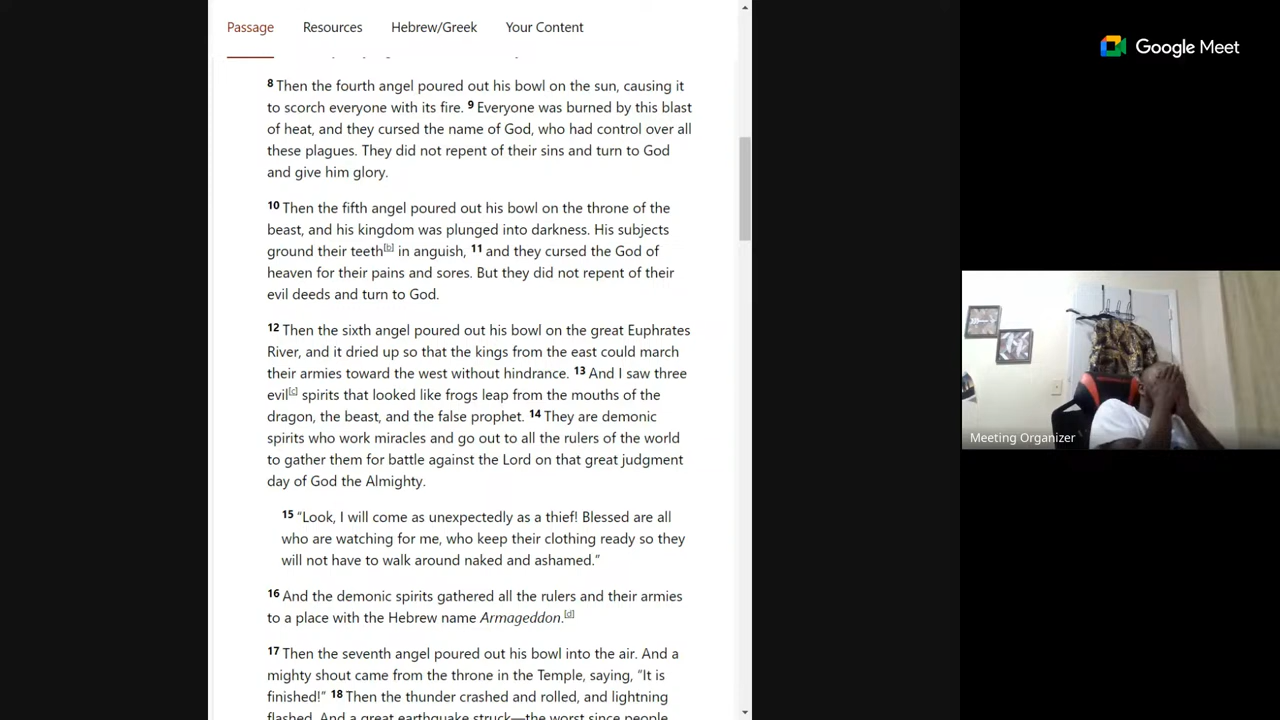 Passage Resources Hebrew/Greek Your Content
8 Then the fourth angel poured out his bowl on the sun, causing it
to scorch everyone with its fire. 9 Everyone was burned by this blast
of heat, and they cursed the name of God, who had control over all
these plagues. They did not repent of their sins and turn to God
and give him glory.
10 Then the fifth angel poured out his bowl on the throne of the
beast, and his kingdom was plunged into darkness. His subjects
ground their teeth[b] in anguish, 11 and they cursed the God of
heaven for their pains and sores. But they did not repent of their
evil deeds and turn to God.
12 Then the sixth angel poured out his bowl on the great Euphrates
River, and it dried up so that the kings from the east could march
their armies toward the west without hindrance. 13 And I saw three
evil[c] spirits that looked like frogs leap from the mouths of the
dragon, the beast, and the false prophet. 14 They are demonic
spirits who work miracles and go out to all the rulers of the world
to gather them for battle against the Lord on that great judgment
day of God the Almighty.
15 “Look, I will come as unexpectedly as a thief! Blessed are all
who are watching for me, who keep their clothing ready so they
will not have to walk around naked and ashamed.”
16 And the demonic spirits gathered all the rulers and their armies
to a place with the Hebrew name Armageddon.[d]
17 Then the seventh angel poured out his bowl into the air. And a
mighty shout came from the throne in the Temple, saying, “It is
finished!” 18 Then the thunder crashed and rolled, and lightning
flashed. And a great earthquake struck—the worst since people
Google Meet
Meeting Organizer